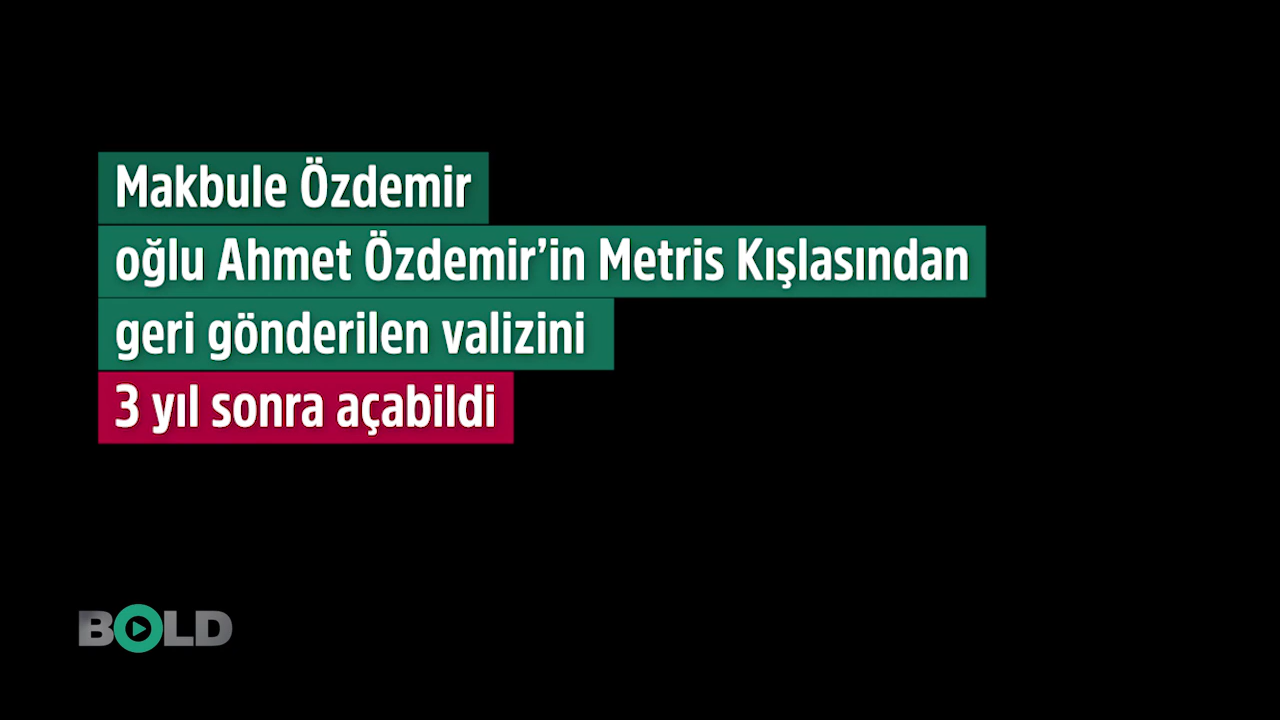 Makbule Özdemir
oğlu Ahmet Özdemir’in Metris Kışlasından
geri gönderilen valizini
3 yıl sonra açabildi
BOLD